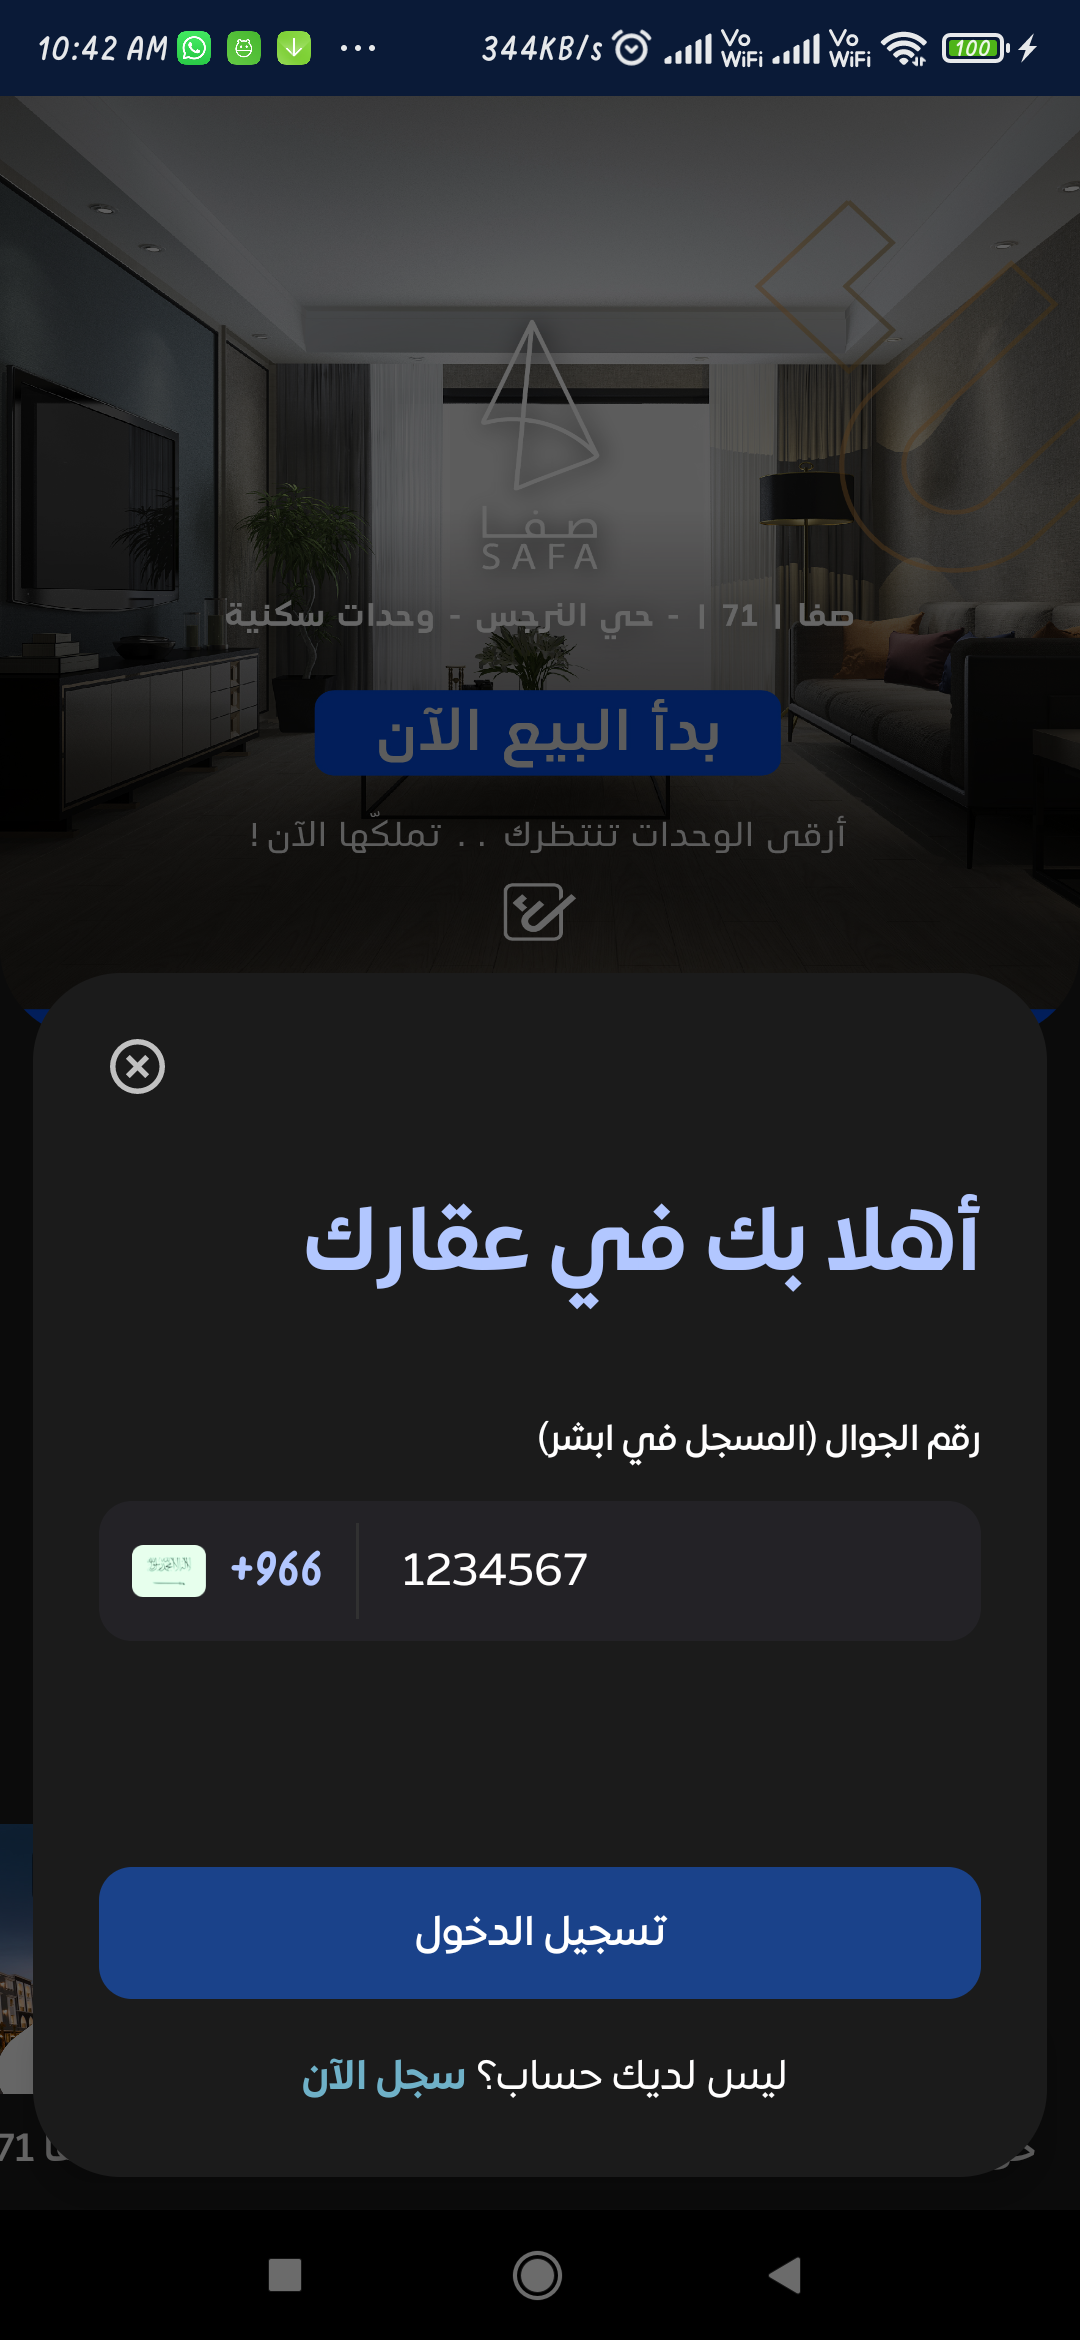 10:42 AM ... 344KB/s Vo WiFi Vo WiFi 100
صفا
SAFA
صفا | 71 | - حي النرجس - وحدات سكنية
بدأ البيع الآن
أرقى الوحدات تنتظرك . . تملكّها الآن !
أهلا بك في عقارك
رقم الجوال (المسجل في ابشر)
+966 1234567
تسجيل الدخول
ليس لديك حساب؟ سجل الآن
71